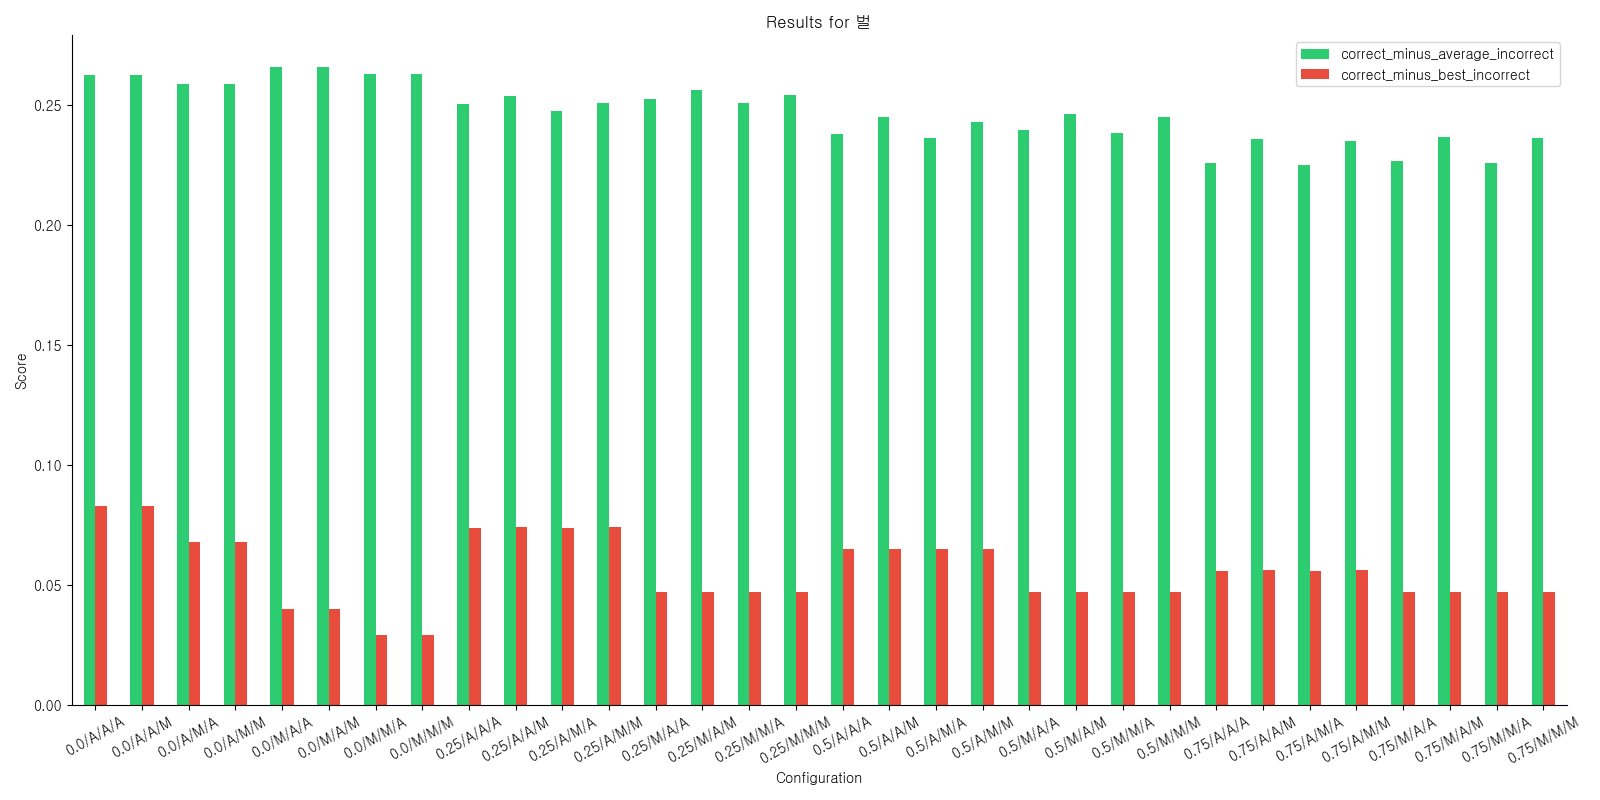 Results for 벌
correct_minus_average_incorrect
correct_minus_best_incorrect
Score
0.25
0.20
0.15
0.10
0.05
0.00
0.0/A/A/A
0.0/A/A/M
0.0/A/M/A
0.0/A/M/M
0.0/M/A/A
0.0/M/A/M
0.0/M/M/A
0.0/M/M/M
0.25/A/A/A
0.25/A/A/M
0.25/A/M/A
0.25/A/M/M
0.25/M/A/A
0.25/M/A/M
0.25/M/M/A
0.25/M/M/M
0.5/A/A/A
0.5/A/A/M
0.5/A/M/A
0.5/A/M/M
0.5/M/A/A
0.5/M/A/M
0.5/M/M/A
0.5/M/M/M
0.75/A/A/A
0.75/A/A/M
0.75/A/M/A
0.75/A/M/M
0.75/M/A/A
0.75/M/A/M
0.75/M/M/A
0.75/M/M/M
Configuration